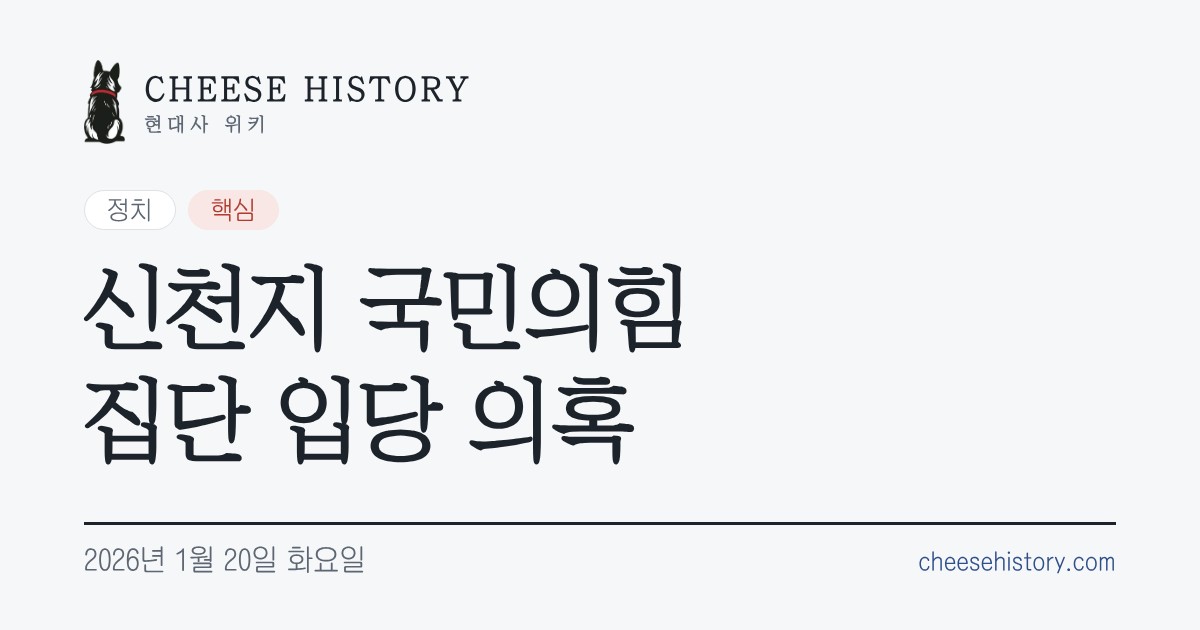 CHEESE HISTORY
현대사 위키
정치 핵심
신천지 국민의힘
집단 입당 의혹
2026년 1월 20일 화요일 cheesehistory.com